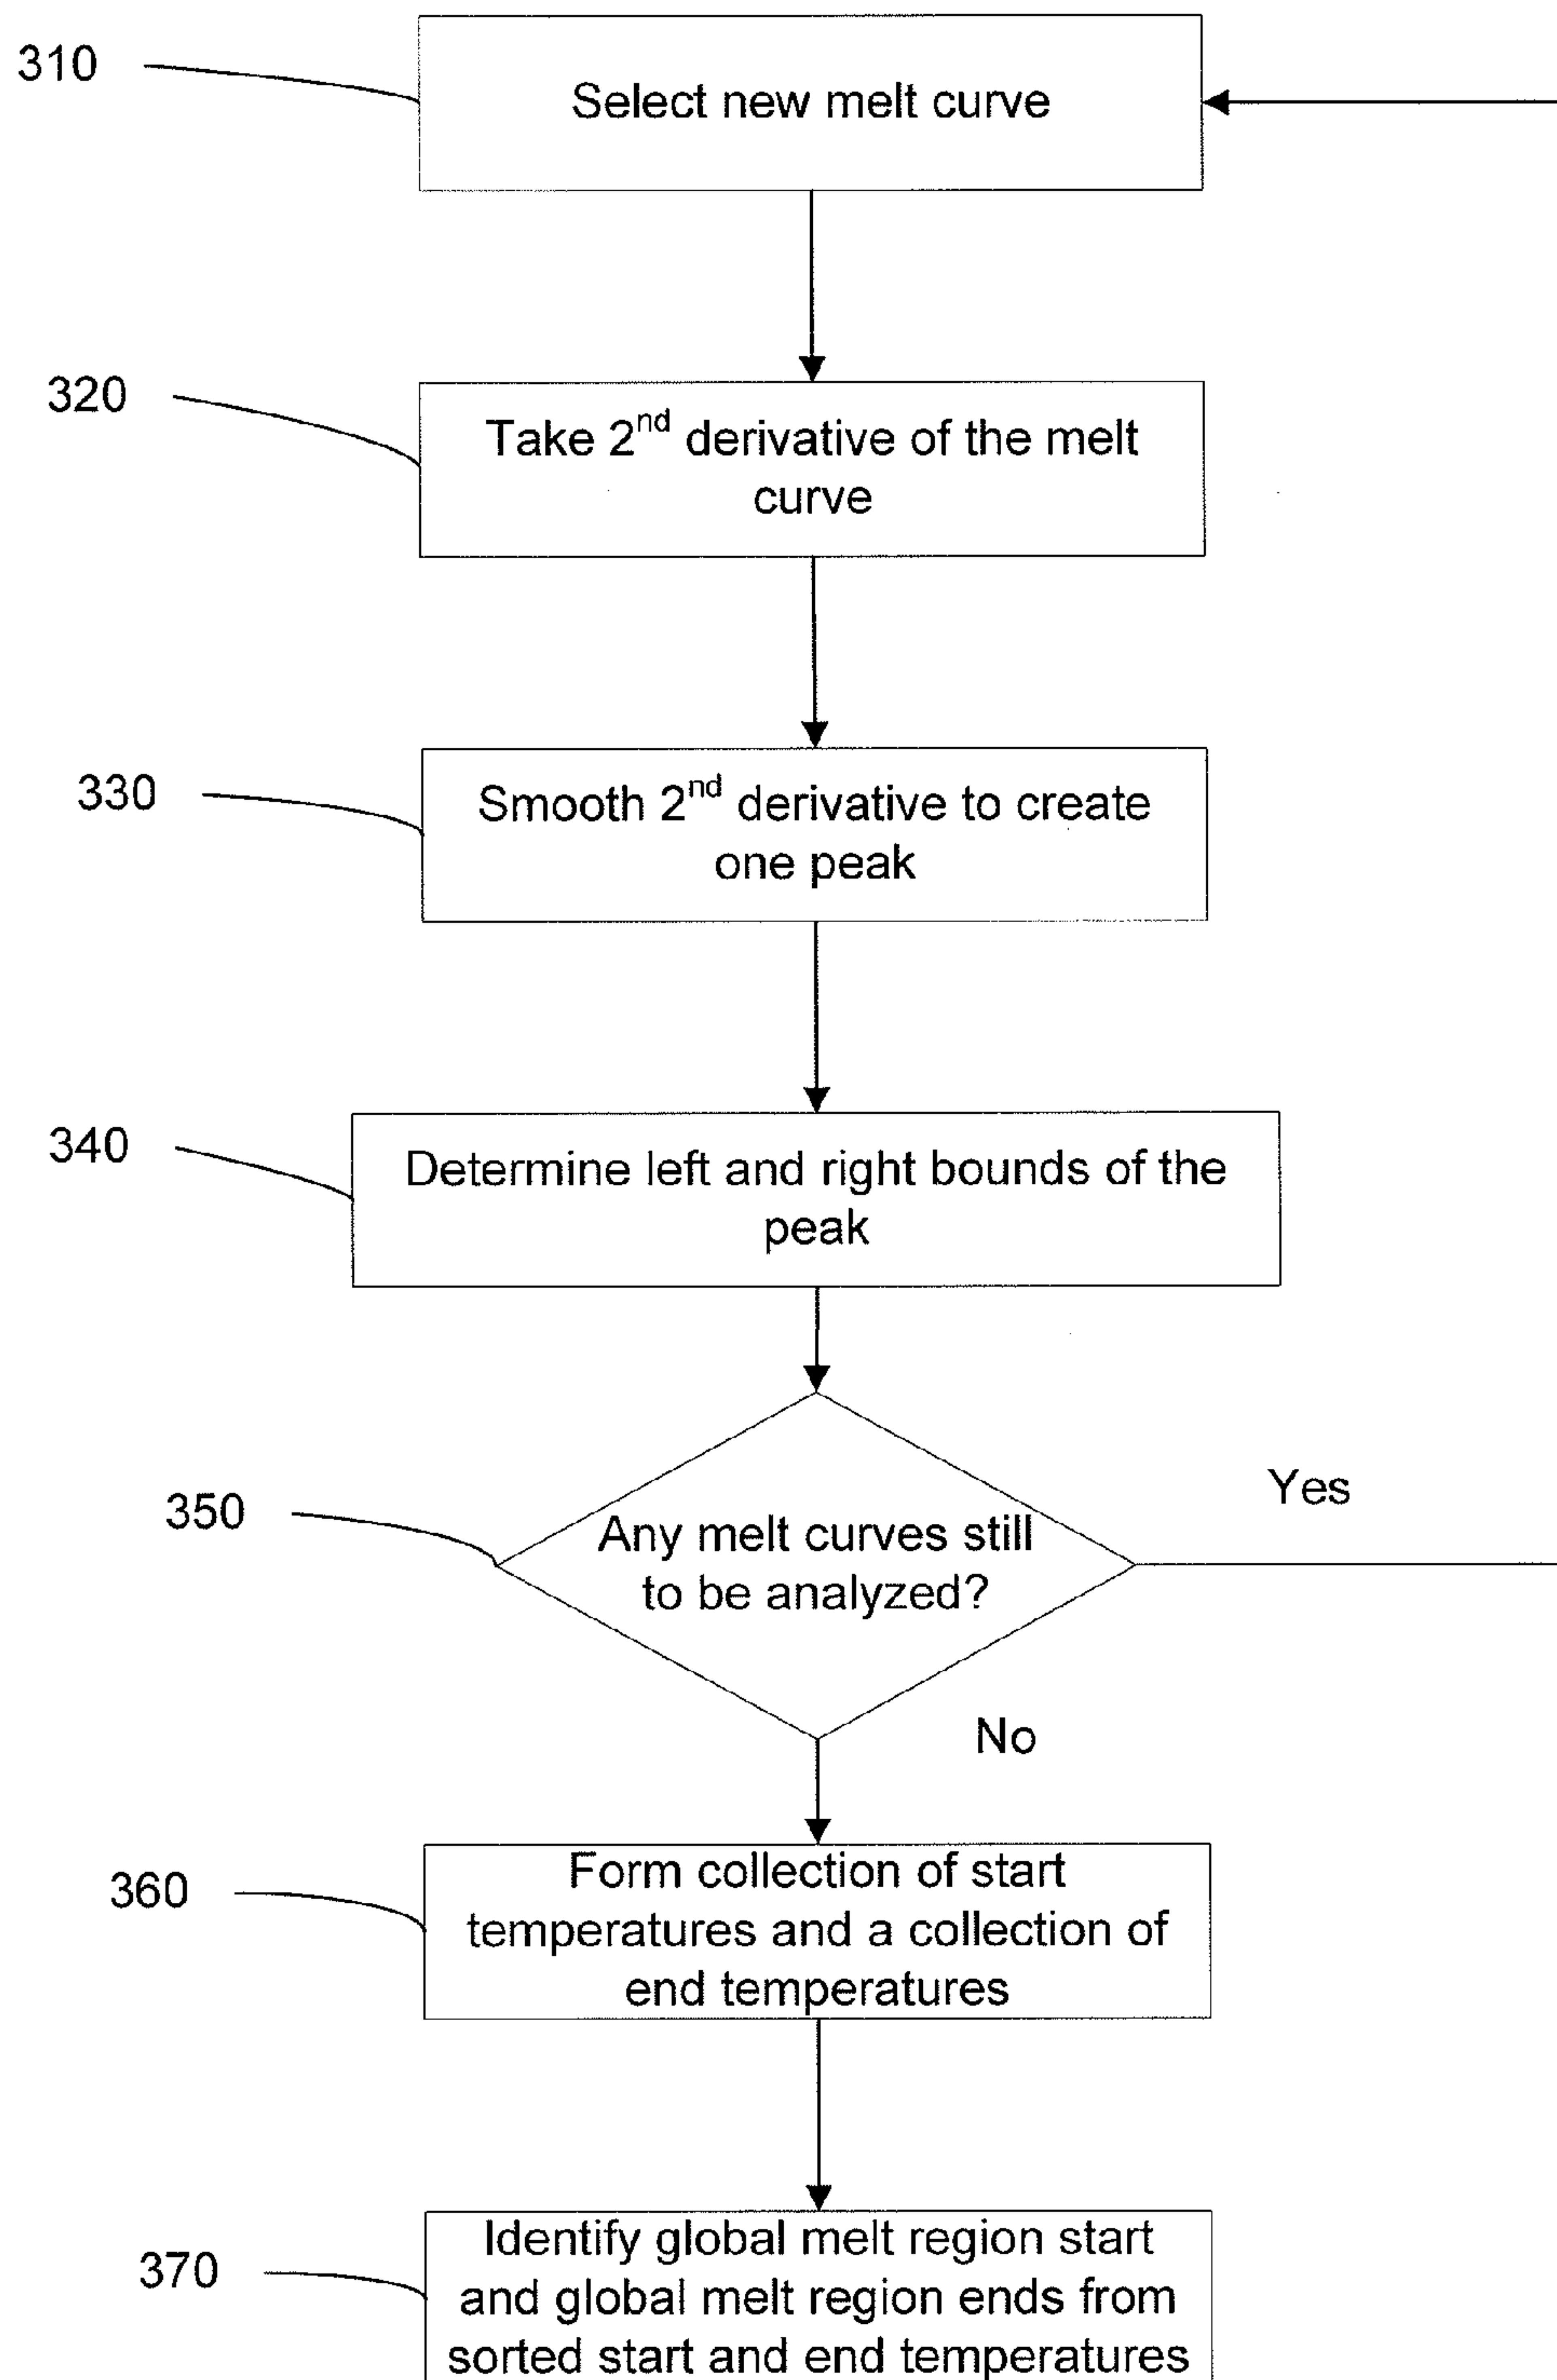 310
Select new melt curve
320
Take 2nd derivative of the melt
curve
330
Smooth 2nd derivative to create
one peak
340
Determine left and right bounds of the
peak
350
Any melt curves still
to be analyzed?
Yes
No
360
Form collection of start
temperatures and a collection of
end temperatures
370
Identify global melt region start
and global melt region ends from
sorted start and end temperatures